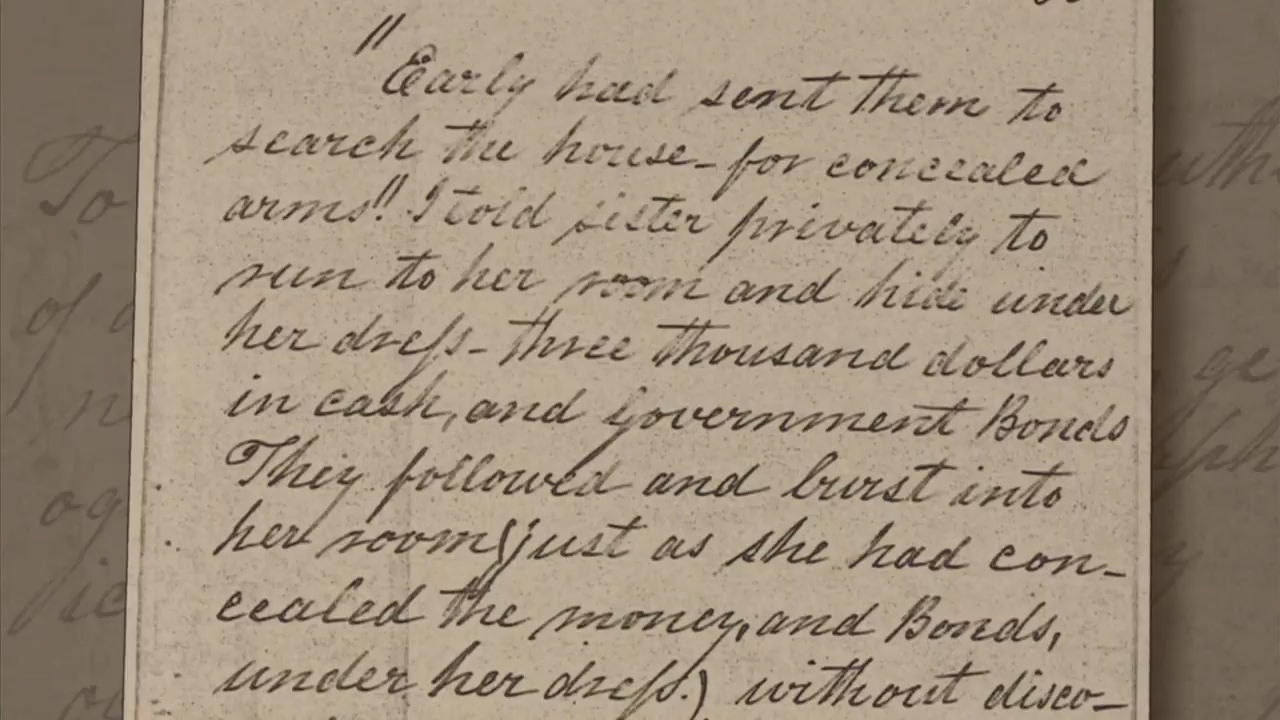 "Early had sent them to
search the house - for concealed
arms". I told sister privately to
run to her room and hide under
her dress - three thousand dollars
in cash, and government Bonds
They followed and burst into
her room (just as she had con-
cealed the money, and Bonds,
under her dress.) without disco-